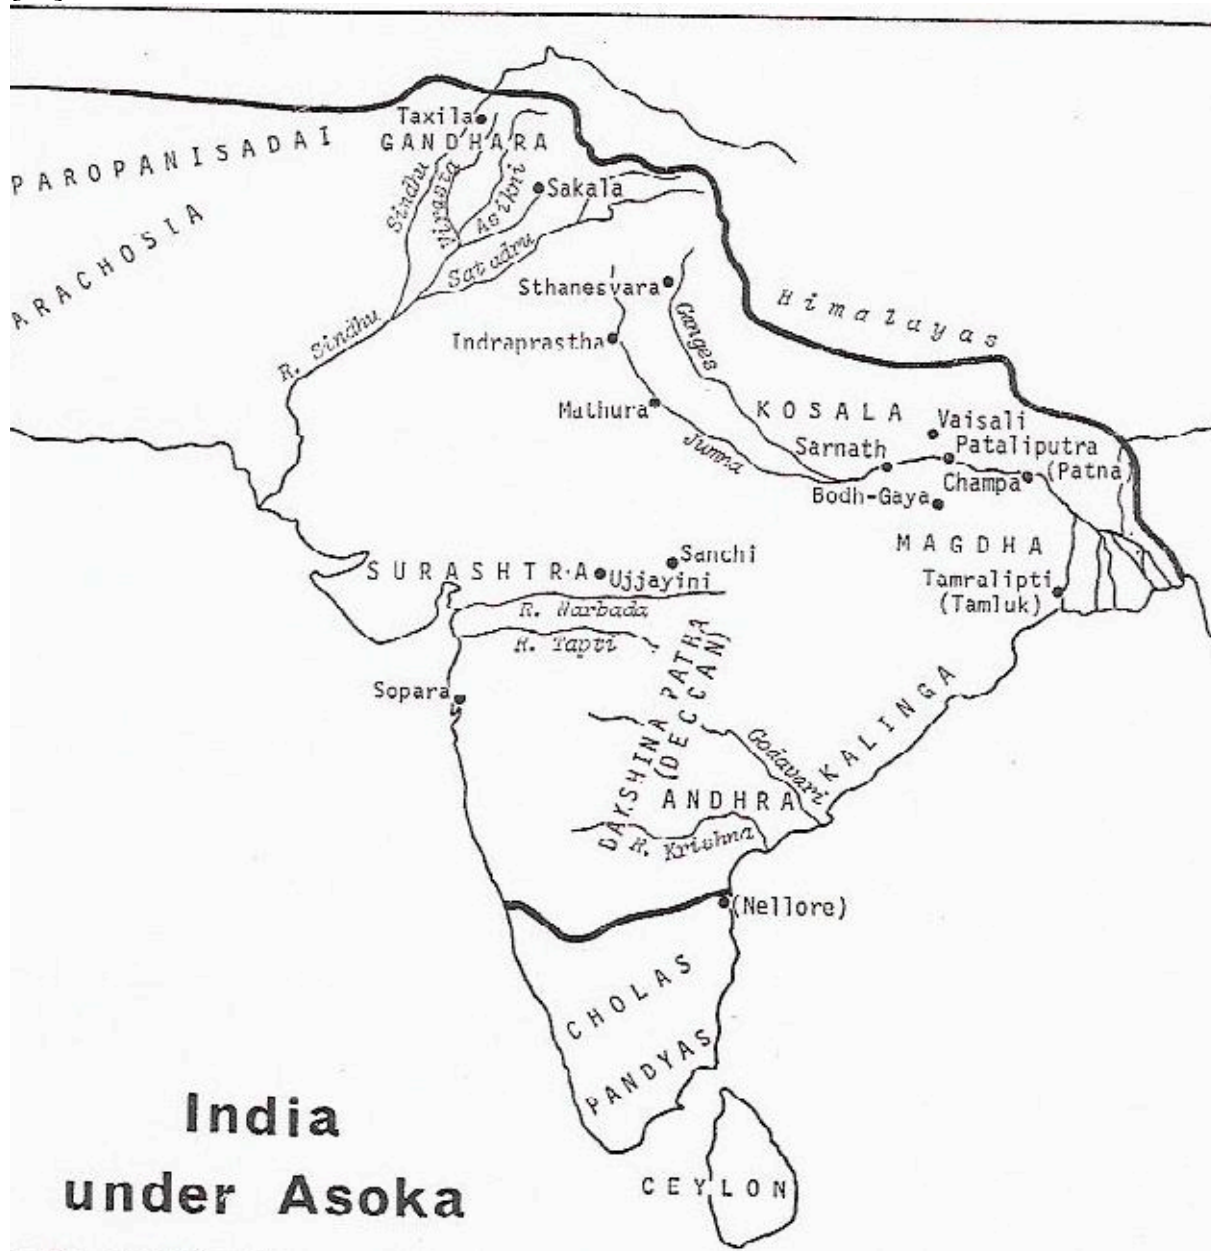 Taxila
GANDHARA
PAROPANISADAI
ARACHOSIA
Sindhu
Virasta
Asikni
Sakala
Satadru
R. Sindhu
Sthanesvara
Indraprastha
Ganges
Himalayas
Mathura
Jumna
KOSALA
Vaisali
Sarnath
Pataliputra
(Patna)
Champa
Bodh-Gaya
MAGDHA
Sanchi
SURASHTRA
Ujjayini
Tamralipti
(Tamluk)
R. Narbada
R. Tapti
DAKSHINA PATHA
(DECCAN)
Sopara
Godavari
KALINGA
ANDHRA
R. Krishna
(Nellore)
CHOLAS
PANDYAS
CEYLON
India
under Asoka